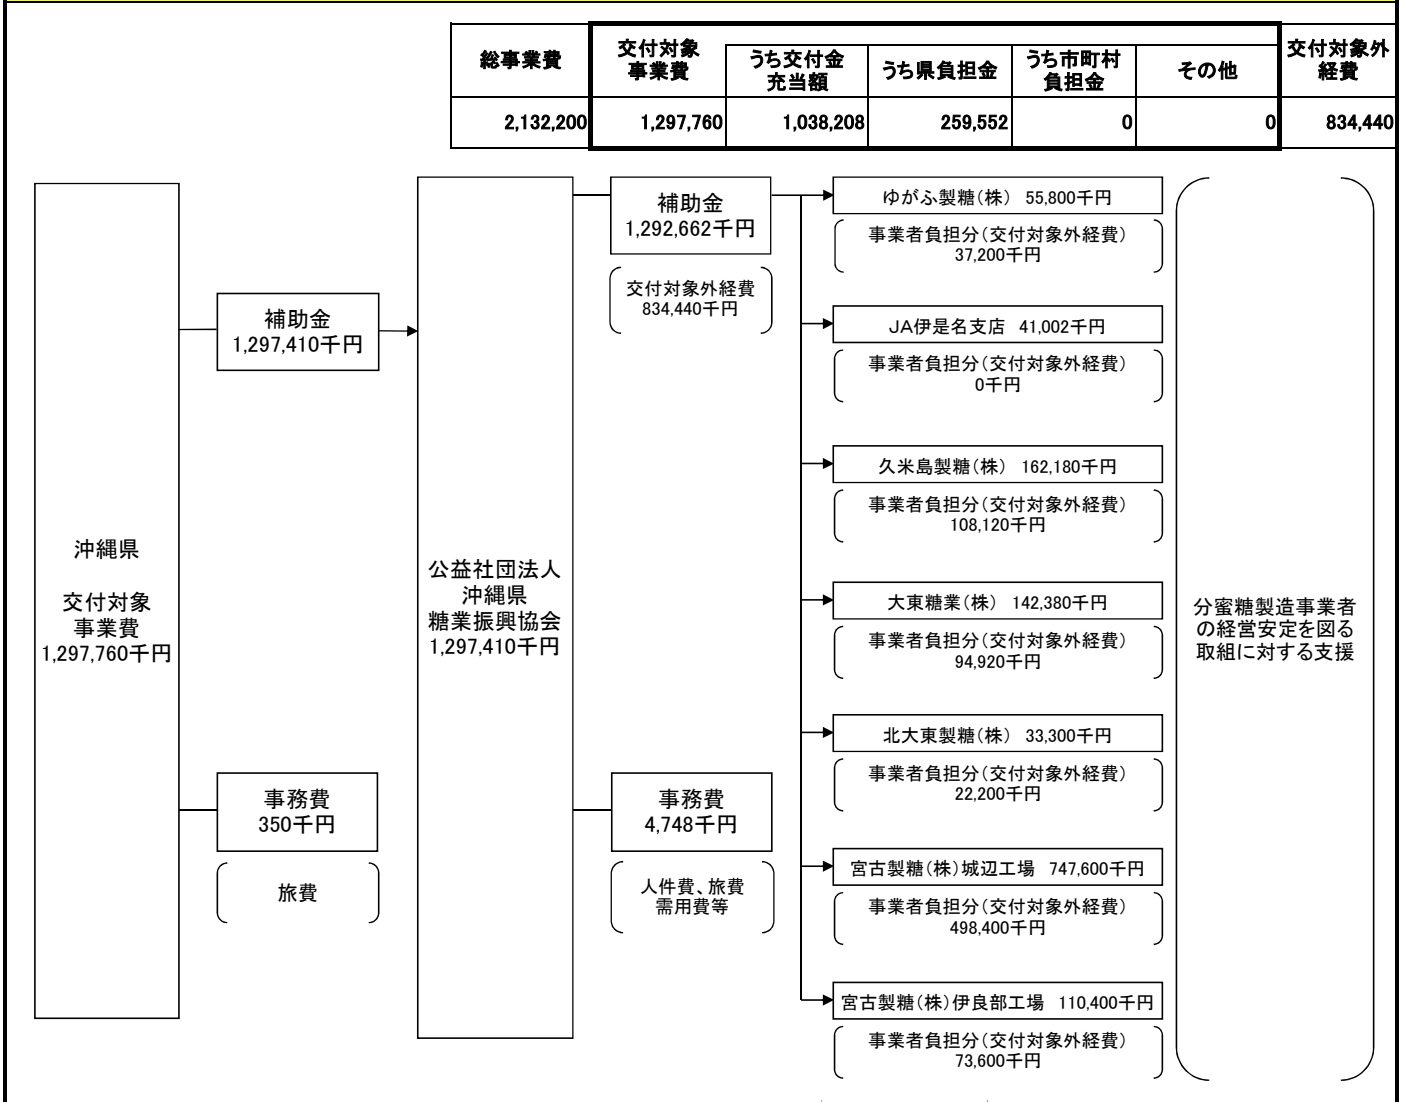 総事業費
交付対象
事業費
うち交付金
充当額
うち県負担金
うち市町村
負担金
その他
交付対象外
経費
2,132,200
1,297,760
1,038,208
259,552
0
0
834,440
沖縄県
交付対象
事業費
1,297,760千円
補助金
1,297,410千円
事務費
350千円
旅費
公益社団法人
沖縄県
糖業振興協会
1,297,410千円
補助金
1,292,662千円
交付対象外経費
834,440千円
事務費
4,748千円
人件費、旅費
需用費等
ゆがふ製糖(株) 55,800千円
事業者負担分(交付対象外経費)
37,200千円
JA伊是名支店 41,002千円
事業者負担分(交付対象外経費)
0千円
久米島製糖(株) 162,180千円
事業者負担分(交付対象外経費)
108,120千円
大東糖業(株) 142,380千円
事業者負担分(交付対象外経費)
94,920千円
北大東製糖(株) 33,300千円
事業者負担分(交付対象外経費)
22,200千円
宮古製糖(株)城辺工場 747,600千円
事業者負担分(交付対象外経費)
498,400千円
宮古製糖(株)伊良部工場 110,400千円
事業者負担分(交付対象外経費)
73,600千円
分蜜糖製造事業者
の経営安定を図る
取組に対する支援